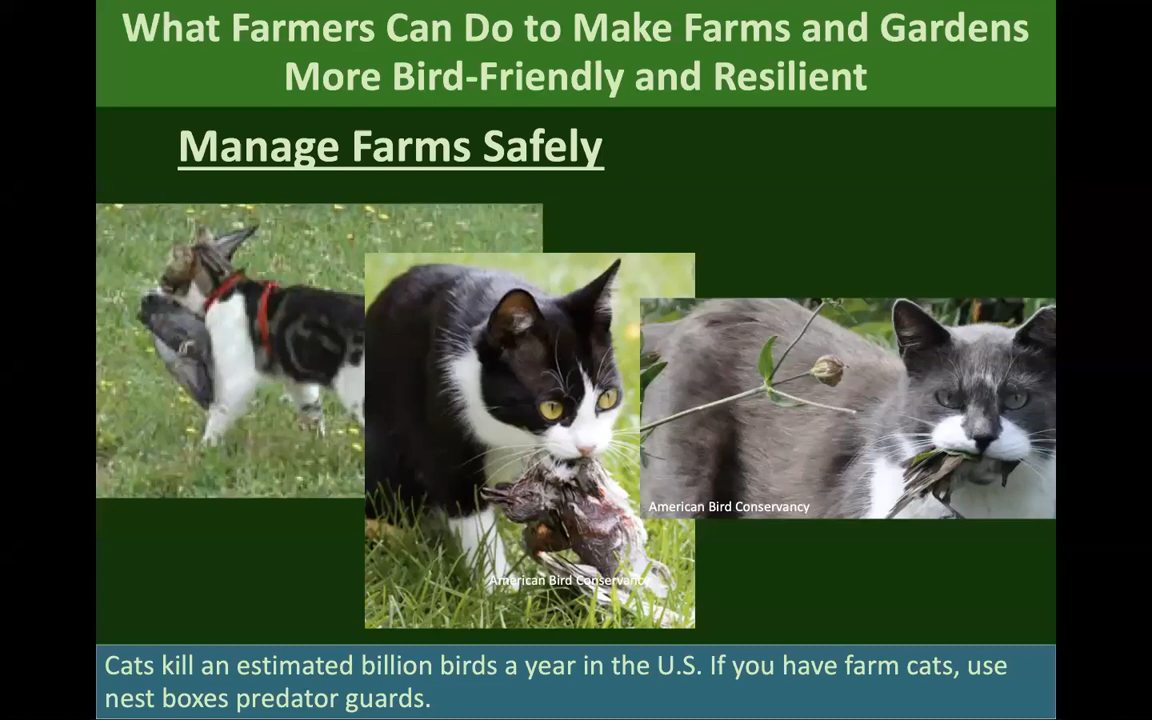 What Farmers Can Do to Make Farms and Gardens
More Bird-Friendly and Resilient
Manage Farms Safely
American Bird Conservancy
American Bird Conservancy
Cats kill an estimated billion birds a year in the U.S. If you have farm cats, use
nest boxes predator guards.